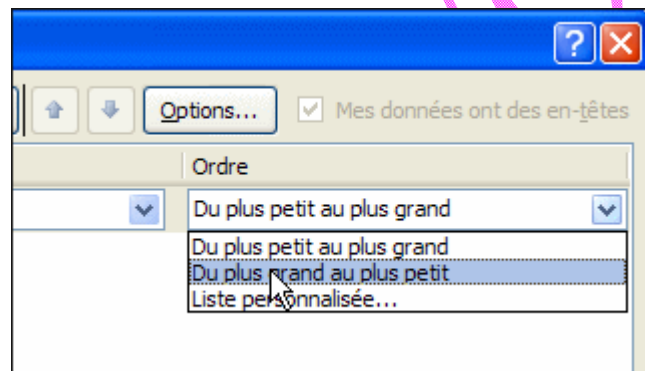 Options... Mes données ont des en-têtes
Ordre
Du plus petit au plus grand
Du plus petit au plus grand
Du plus grand au plus petit
Liste personnalisée...